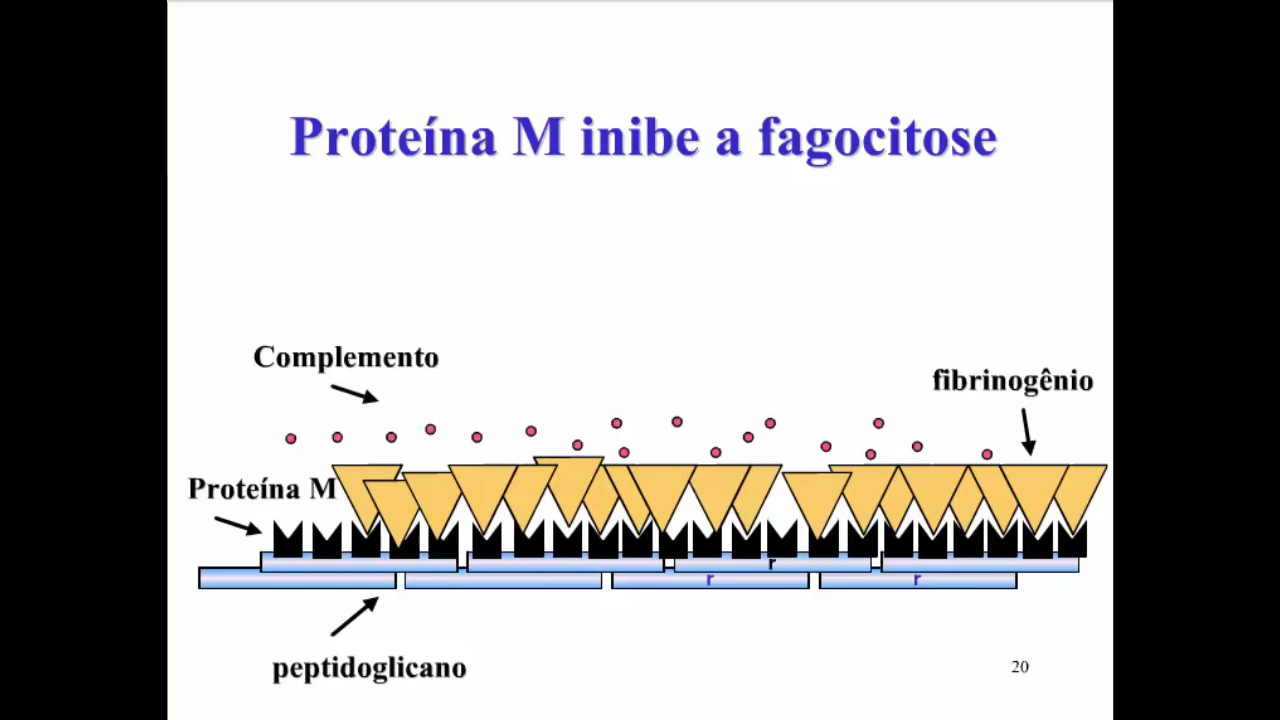 Proteína M inibe a fagocitose
Complemento
fibrinogênio
Proteína M
r
r
r
peptidoglicano
20